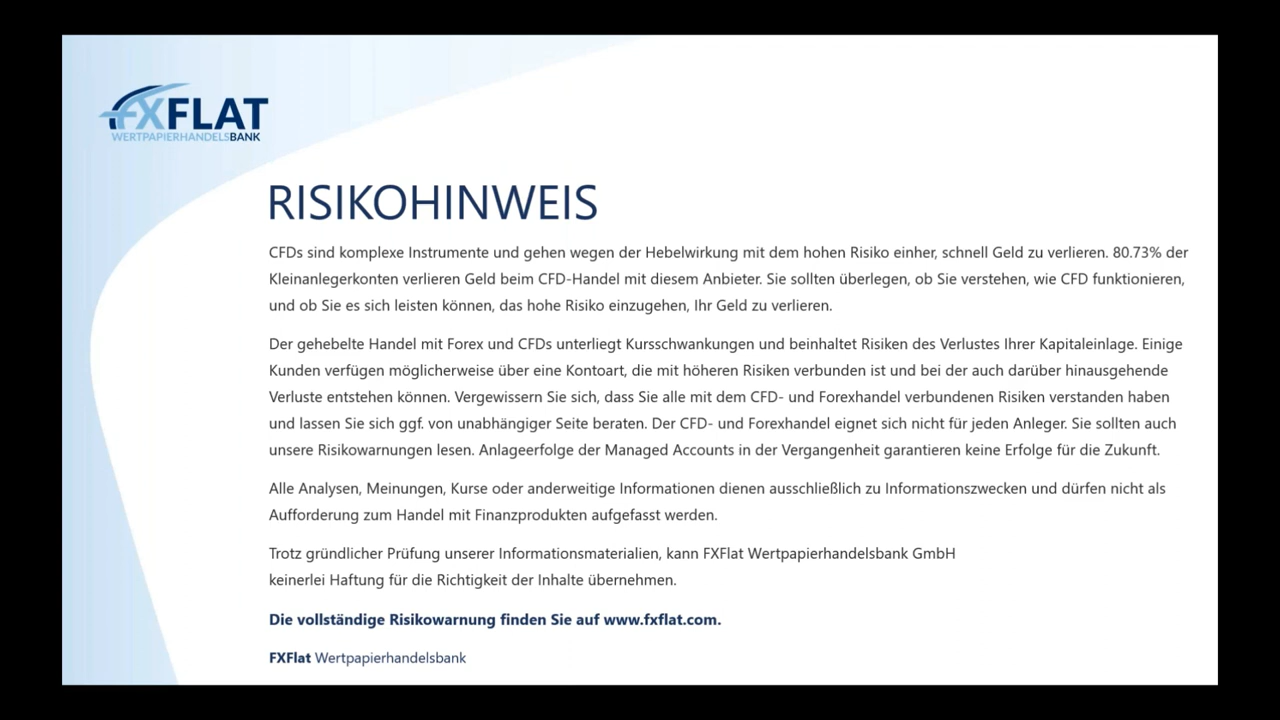 FXFLAT
WERTPAPIERHANDELSBANK
RISIKOHINWEIS
CFDs sind komplexe Instrumente und gehen wegen der Hebelwirkung mit dem hohen Risiko einher, schnell Geld zu verlieren. 80.73% der
Kleinanlegerkonten verlieren Geld beim CFD-Handel mit diesem Anbieter. Sie sollten überlegen, ob Sie verstehen, wie CFD funktionieren,
und ob Sie es sich leisten können, das hohe Risiko einzugehen, Ihr Geld zu verlieren.
Der gehebelte Handel mit Forex und CFDs unterliegt Kursschwankungen und beinhaltet Risiken des Verlustes Ihrer Kapitaleinlage. Einige
Kunden verfügen möglicherweise über eine Kontoart, die mit höheren Risiken verbunden ist und bei der auch darüber hinausgehende
Verluste entstehen können. Vergewissern Sie sich, dass Sie alle mit dem CFD- und Forexhandel verbundenen Risiken verstanden haben
und lassen Sie sich ggf. von unabhängiger Seite beraten. Der CFD- und Forexhandel eignet sich nicht für jeden Anleger. Sie sollten auch
unsere Risikowarnungen lesen. Anlageerfolge der Managed Accounts in der Vergangenheit garantieren keine Erfolge für die Zukunft.
Alle Analysen, Meinungen, Kurse oder anderweitige Informationen dienen ausschließlich zu Informationszwecken und dürfen nicht als
Aufforderung zum Handel mit Finanzprodukten aufgefasst werden.
Trotz gründlicher Prüfung unserer Informationsmaterialien, kann FXFlat Wertpapierhandelsbank GmbH
keinerlei Haftung für die Richtigkeit der Inhalte übernehmen.
Die vollständige Risikowarnung finden Sie auf www.fxflat.com.
FXFlat Wertpapierhandelsbank